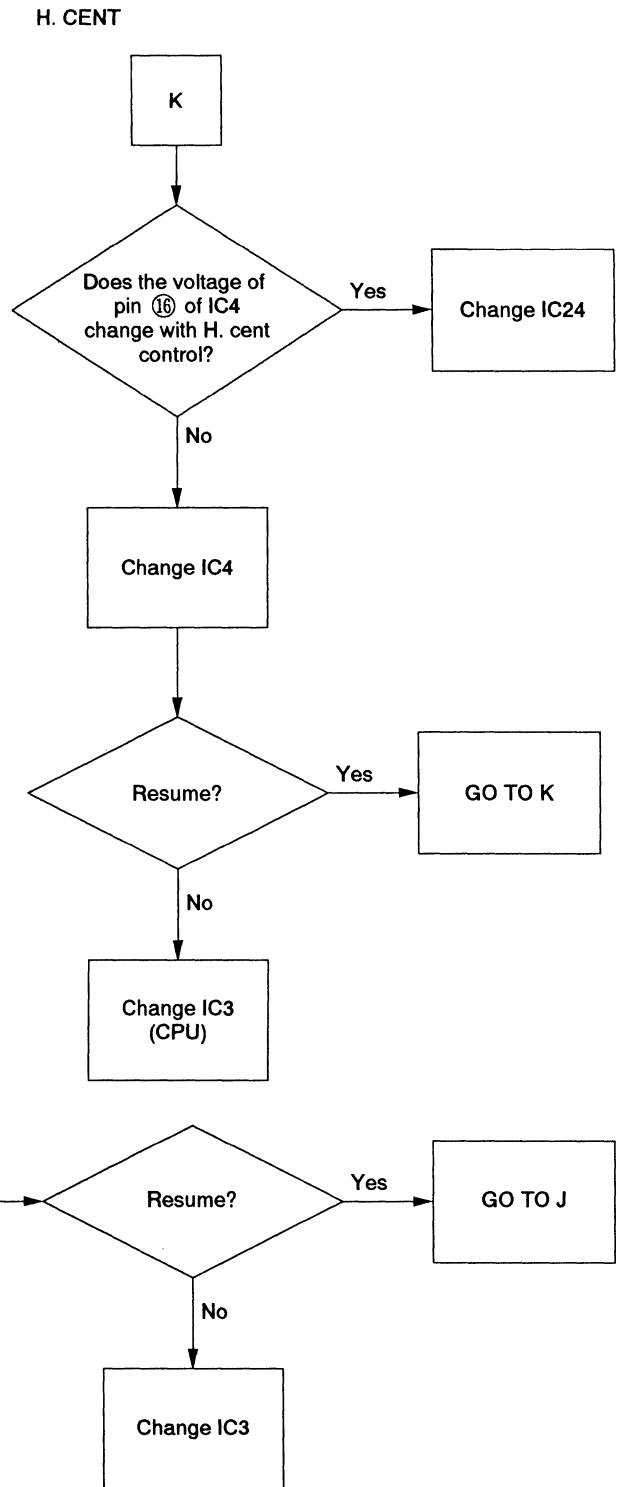 H. CENT
K
Does the voltage of
pin ⑯ of IC4
change with H. cent
control?
Yes
Change IC24
No
Change IC4
Resume?
Yes
GO TO K
No
Change IC3
(CPU)
Resume?
Yes
GO TO J
No
Change IC3